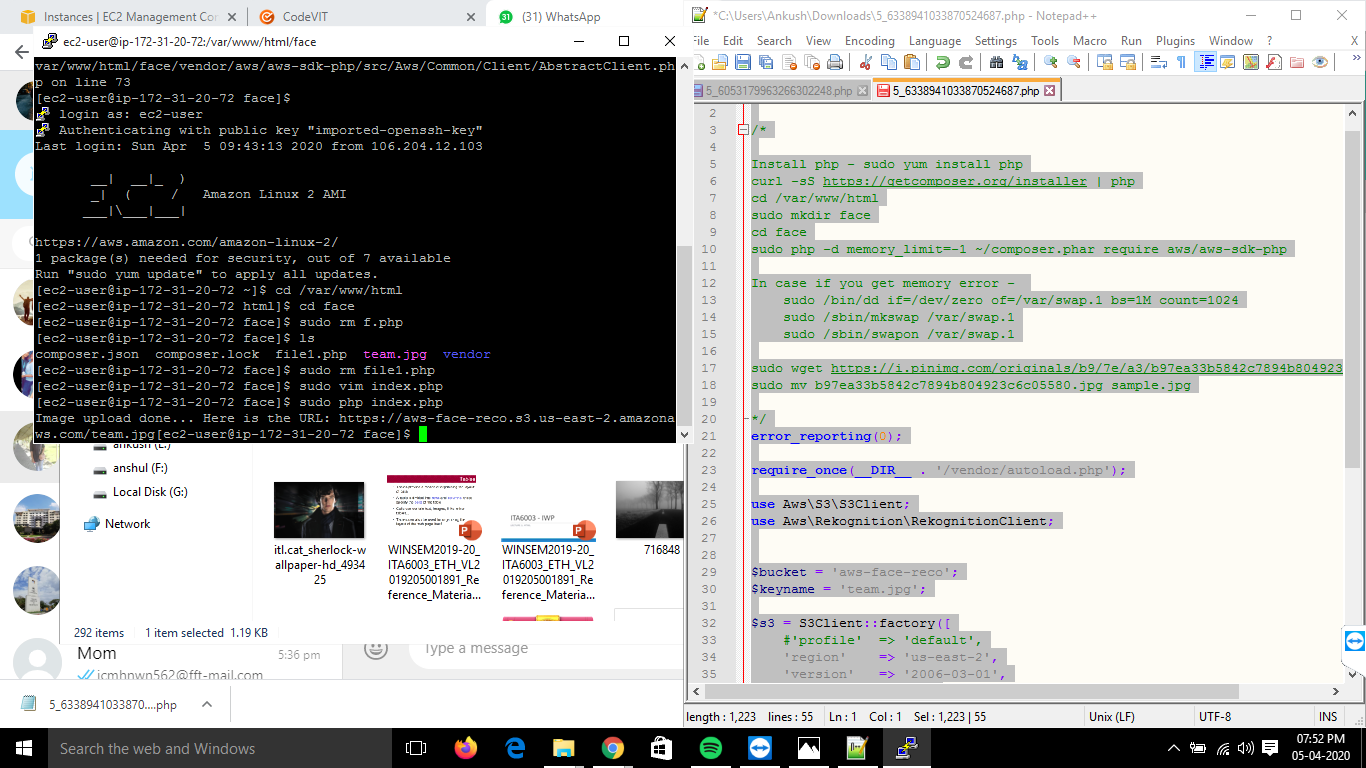 Instances | EC2 Management Con
CodeVIT
(31) WhatsApp
ec2-user@ip-172-31-20-72:/var/www/html/face
var/www/html/face/vendor/aws/aws-sdk-php/src/Aws/Common/Client/AbstractClient.ph
p on line 73
[ec2-user@ip-172-31-20-72 face]$
login as: ec2-user
Authenticating with public key "imported-openssh-key"
Last login: Sun Apr  5 09:43:13 2020 from 106.204.12.103
__|  __|_  )
_|  (     /   Amazon Linux 2 AMI
___|\___|___|
https://aws.amazon.com/amazon-linux-2/
1 package(s) needed for security, out of 7 available
Run "sudo yum update" to apply all updates.
[ec2-user@ip-172-31-20-72 ~]$ cd /var/www/html
[ec2-user@ip-172-31-20-72 html]$ cd face
[ec2-user@ip-172-31-20-72 face]$ sudo rm f.php
[ec2-user@ip-172-31-20-72 face]$ ls
composer.json  composer.lock  file1.php  team.jpg  vendor
[ec2-user@ip-172-31-20-72 face]$ sudo rm file1.php
[ec2-user@ip-172-31-20-72 face]$ sudo vim index.php
[ec2-user@ip-172-31-20-72 face]$ sudo php index.php
Image upload done... Here is the URL: https://aws-face-reco.s3.us-east-2.amazona
ws.com/team.jpg[ec2-user@ip-172-31-20-72 face]$
ankush (E:)
anshul (F:)
Local Disk (G:)
Network
itl.cat_sherlock-w
allpaper-hd_4934
25
WINSEM2019-20_
ITA6003_ETH_VL2
019205001891_Re
ference_Materia...
ITA6003 - IWP
WINSEM2019-20_
ITA6003_ETH_VL2
019205001891_Re
ference_Materia...
716848
292 items
1 item selected  1.19 KB
Mom
5:36 pm
icmhnwn562@fft-mail.com
Type a message
5_6338941033870....php
*C:\Users\Ankush\Downloads\5_6338941033870524687.php - Notepad++
File Edit Search View Encoding Language Settings Tools Macro Run Plugins Window ?
X
5_6053179963266302248.php
5_6338941033870524687.php
2
3 /*
4
5 Install php - sudo yum install php
6 curl -sS https://getcomposer.org/installer | php
7 cd /var/www/html
8 sudo mkdir face
9 cd face
10 sudo php -d memory_limit=-1 ~/composer.phar require aws/aws-sdk-php
11
12 In case if you get memory error -
13 sudo /bin/dd if=/dev/zero of=/var/swap.1 bs=1M count=1024
14 sudo /sbin/mkswap /var/swap.1
15 sudo /sbin/swapon /var/swap.1
16
17 sudo wget https://i.pinimg.com/originals/b9/7e/a3/b97ea33b5842c7894b804923
18 sudo mv b97ea33b5842c7894b804923c6c05580.jpg sample.jpg
19
20 */
21 error_reporting(0);
22
23 require_once(__DIR__ . '/vendor/autoload.php');
24
25 use Aws\S3\S3Client;
26 use Aws\Rekognition\RekognitionClient;
27
28
29 $bucket = 'aws-face-reco';
30 $keyname = 'team.jpg';
31
32 $s3 = S3Client::factory([
33 #'profile'  => 'default',
34 'region'   => 'us-east-2',
35 'version'  => '2006-03-01',
length : 1,223   lines : 55
Ln : 1   Col : 1   Sel : 1,223 | 55
Unix (LF)
UTF-8
INS
Search the web and Windows
07:52 PM
05-04-2020